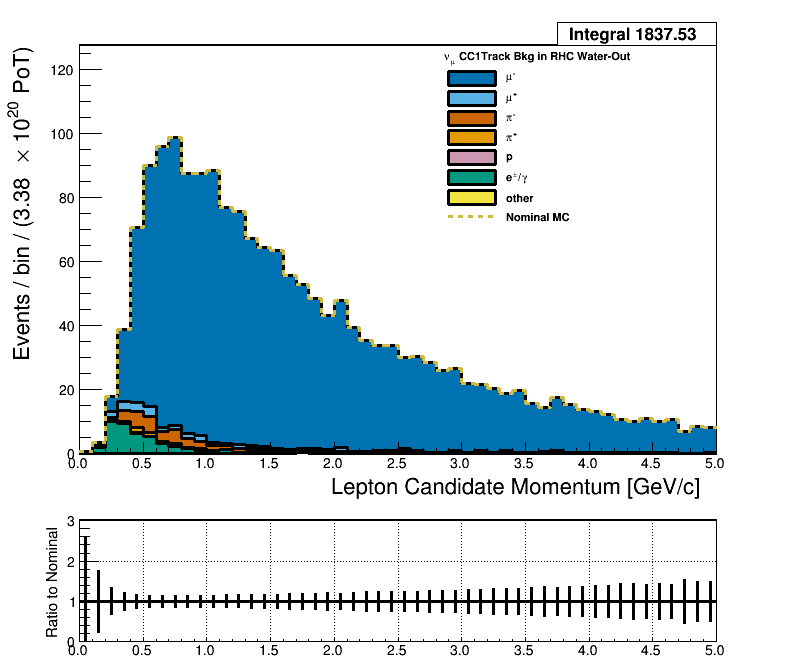 Integral 1837.53
ν_μ CC1Track Bkg in RHC Water-Out
μ⁻
μ⁺
π⁻
π⁺
p
e±/γ
other
Nominal MC
Events / bin / (3.38 × 10²⁰ PoT)
120
100
80
60
40
20
0
0.0 0.5 1.0 1.5 2.0 2.5 3.0 3.5 4.0 4.5 5.0
Lepton Candidate Momentum [GeV/c]
Ratio to Nominal
3
2
1
0
0.0 0.5 1.0 1.5 2.0 2.5 3.0 3.5 4.0 4.5 5.0